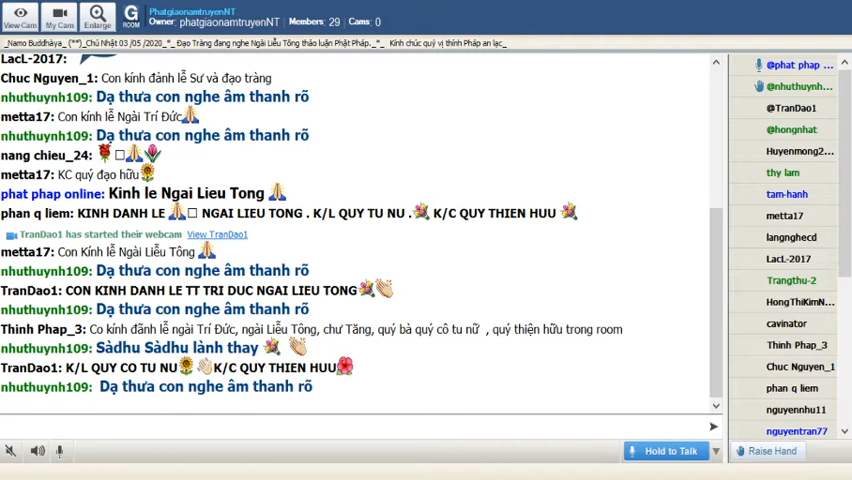 View Cam
My Cam
Enlarge
G
ROOM
PhatgiaonamtruyenNT
Owner: phatgiaonamtruyenNT Members: 29 Cams: 0
_Namo Buddhàya_ (**)_Chủ Nhật 03 /05 /2020_*_ Đạo Tràng đang nghe Ngài Liễu Tông thảo luận Phật Pháp._*_ Kính chúc quý vị thính Pháp an lạc_
LacL-2017:
Chuc Nguyen_1: Con kính đảnh lễ Sư và đạo tràng
nhuthuynh109: Dạ thưa con nghe âm thanh rõ
metta17: Con kính lễ Ngài Trí Đức
nhuthuynh109: Dạ thưa con nghe âm thanh rõ
nang chieu_24:
metta17: KC quý đạo hữu
phat phap online: Kinh le Ngai Lieu Tong
phan q liem: KINH DANH LE NGAI LIEU TONG . K/L QUY TU NU . K/C QUY THIEN HUU
TranDao1 has started their webcam View TranDao1
metta17: Con Kính lễ Ngài Liễu Tông
nhuthuynh109: Dạ thưa con nghe âm thanh rõ
TranDao1: CON KINH DANH LE TT TRI DUC NGAI LIEU TONG
nhuthuynh109: Dạ thưa con nghe âm thanh rõ
Thinh Phap_3: Co kính đãnh lễ ngài Trí Đức, ngài Liễu Tông, chư Tăng, quý bà quý cô tu nữ , quý thiện hữu trong room
nhuthuynh109: Sàdhu Sàdhu lành thay
TranDao1: K/L QUY CO TU NU K/C QUY THIEN HUU
nhuthuynh109: Dạ thưa con nghe âm thanh rõ
Hold to Talk
@phat phap ...
@nhuthuynh...
@TranDao1
@hongnhat
Huyenmong2...
thy lam
tam-hanh
metta17
langnghecd
LacL-2017
Trangthu-2
HongThiKimN...
cavinator
Thinh Phap_3
Chuc Nguyen_1
phan q liem
nguyennhu11
nguyentran77
Raise Hand